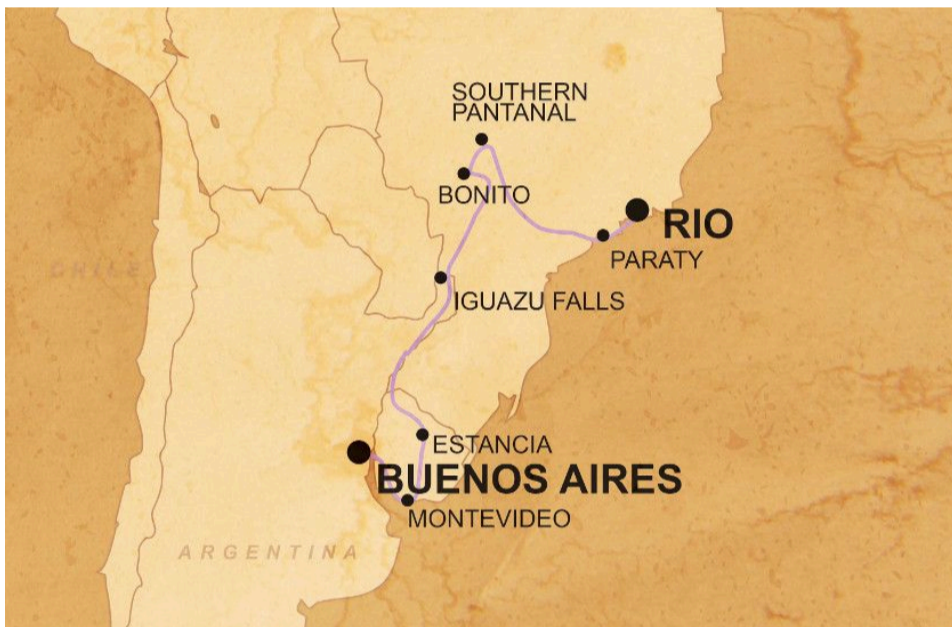 SOUTHERN
PANTANAL
BONITO
RIO
PARATY
CHILE
IGUAZU FALLS
ESTANCIA
BUENOS AIRES
MONTEVIDEO
ARGENTINA